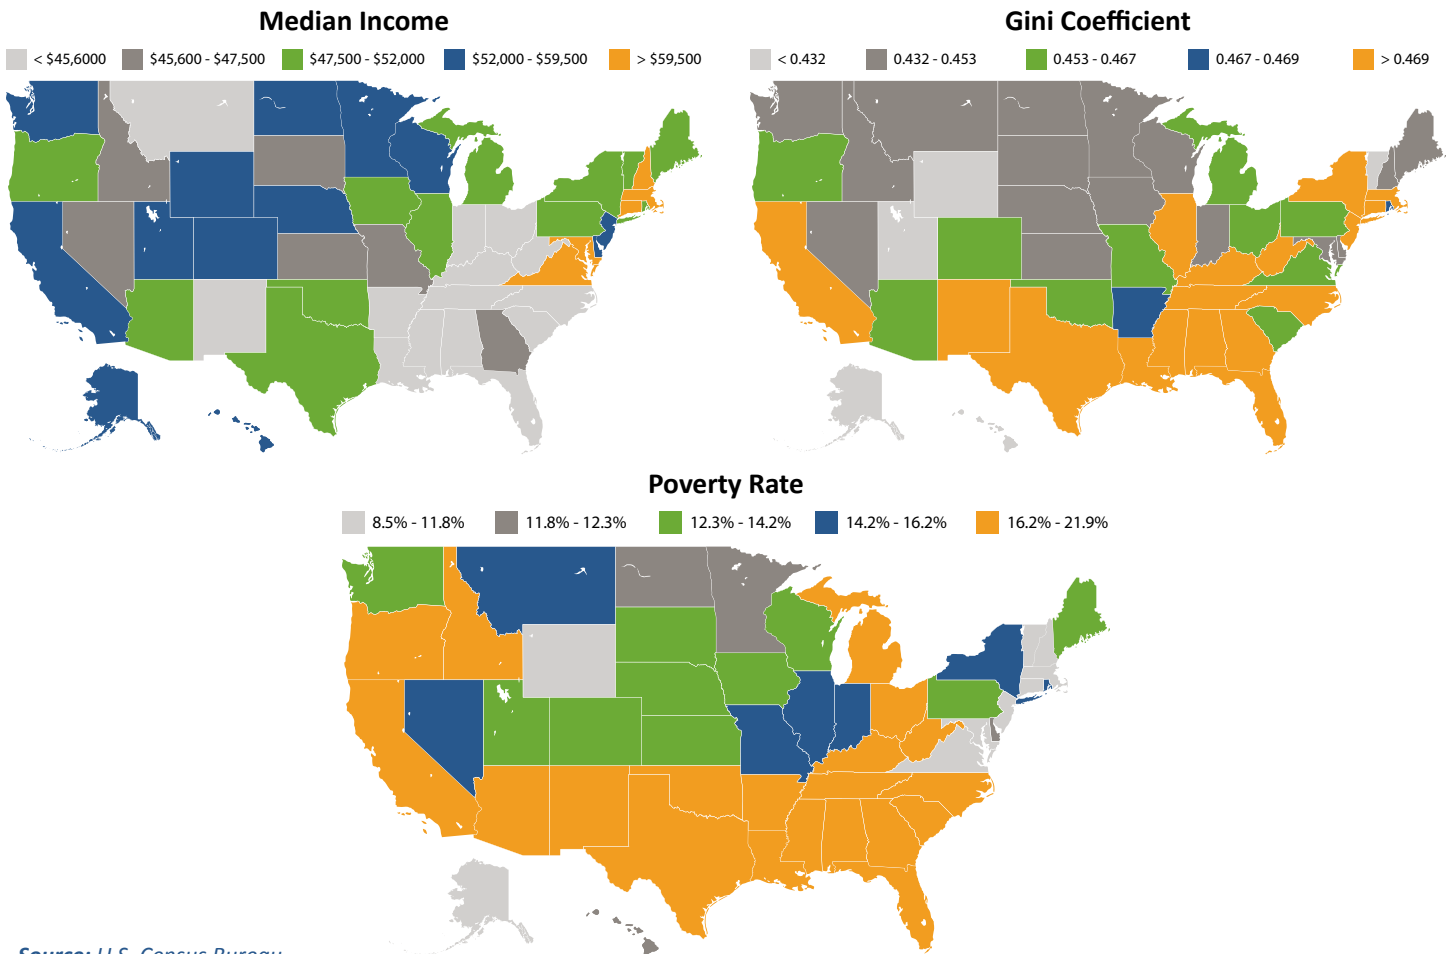 Median Income
< $45,6000 $45,600 - $47,500 $47,500 - $52,000 $52,000 - $59,500 > $59,500
Gini Coefficient
< 0.432 0.432 - 0.453 0.453 - 0.467 0.467 - 0.469 > 0.469
Poverty Rate
8.5% - 11.8% 11.8% - 12.3% 12.3% - 14.2% 14.2% - 16.2% 16.2% - 21.9%
Source: U.S. Census Bureau